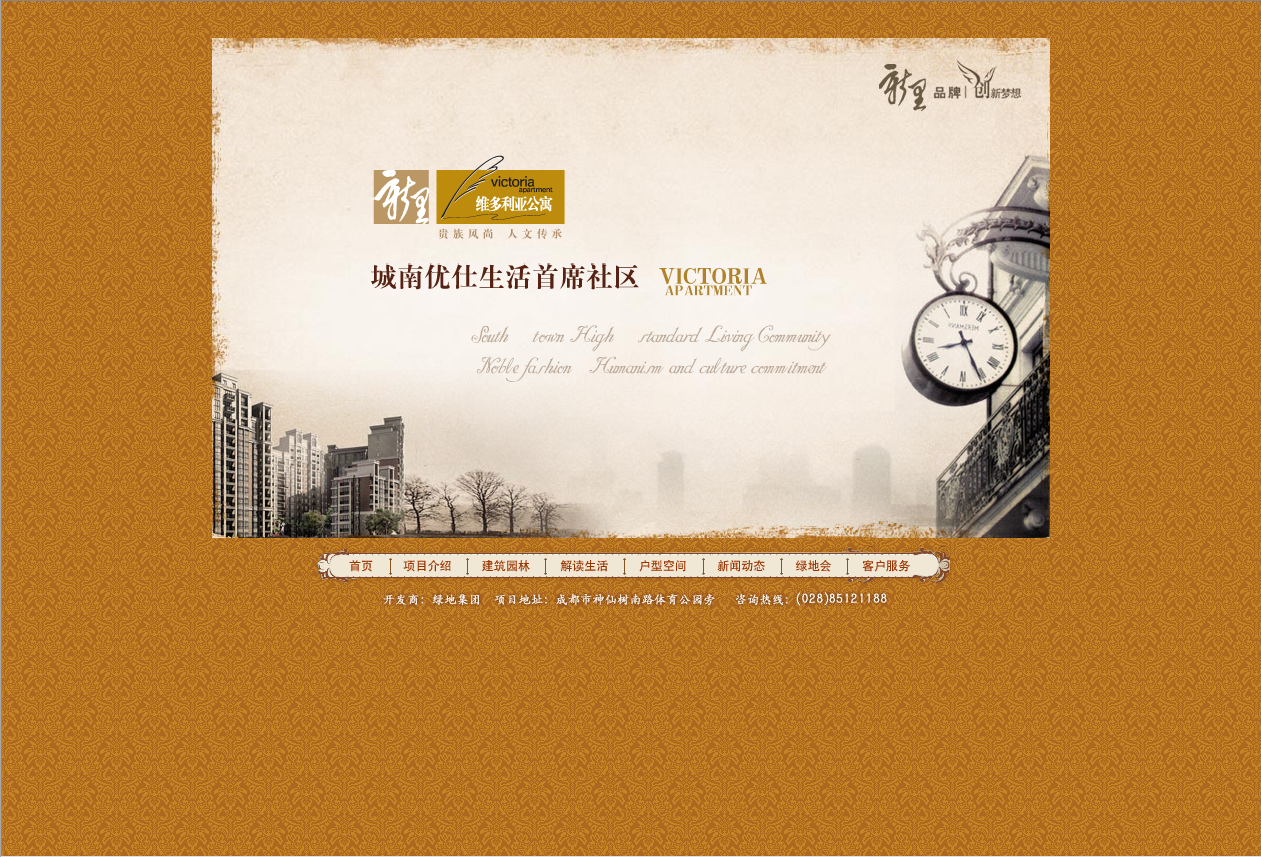 新里 品牌 创新梦想
新里
victoria
apartment
维多利亚公寓
贵族风尚 人文传承
城南优仕生活首席社区 VICTORIA
APARTMENT
South town High standard Living Community
Noble fashion Humanism and culture commitment
首页 项目介绍 建筑园林 解读生活 户型空间 新闻动态 绿地会 客户服务
开发商：绿地集团 项目地址：成都市神仙树南路体育公园旁 咨询热线：(028)85121188